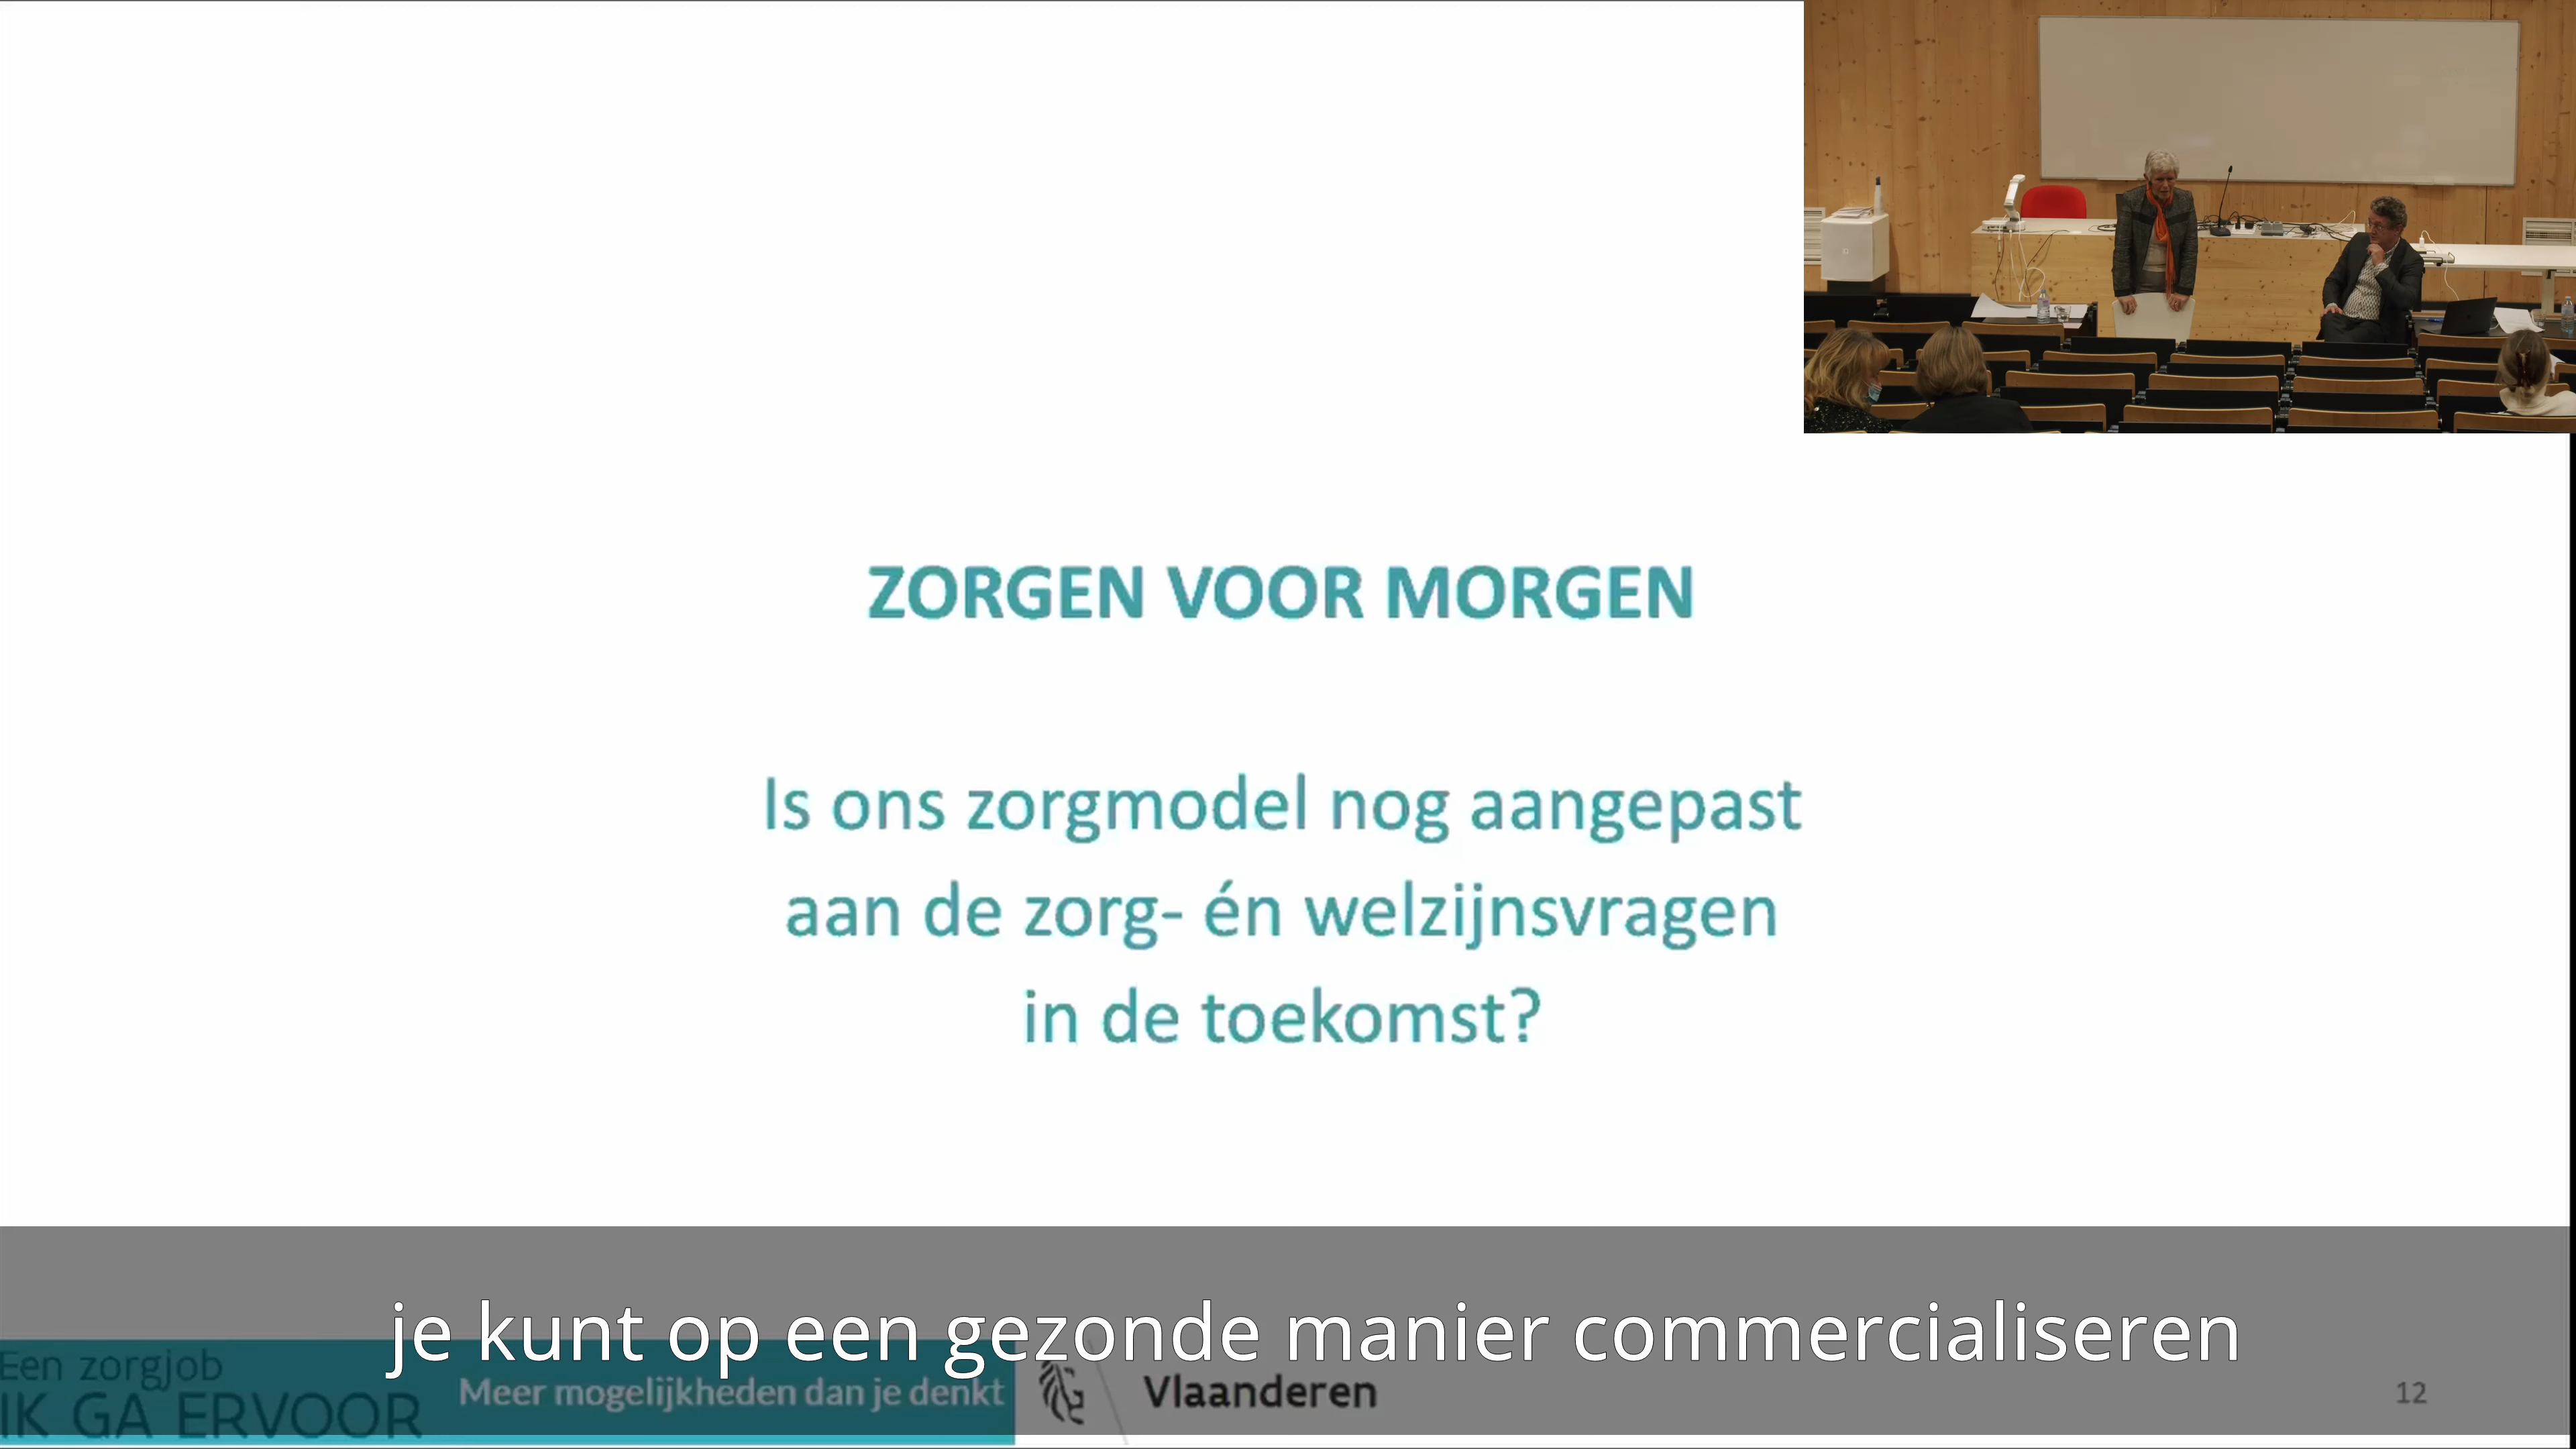 ZORGEN VOOR MORGEN
Is ons zorgmodel nog aangepast
aan de zorg- én welzijnsvragen
in de toekomst?
je kunt op een gezonde manier commercialiseren
Een zorgjob
IK GA ERVOOR
Meer mogelijkheden dan je denkt
Vlaanderen
12